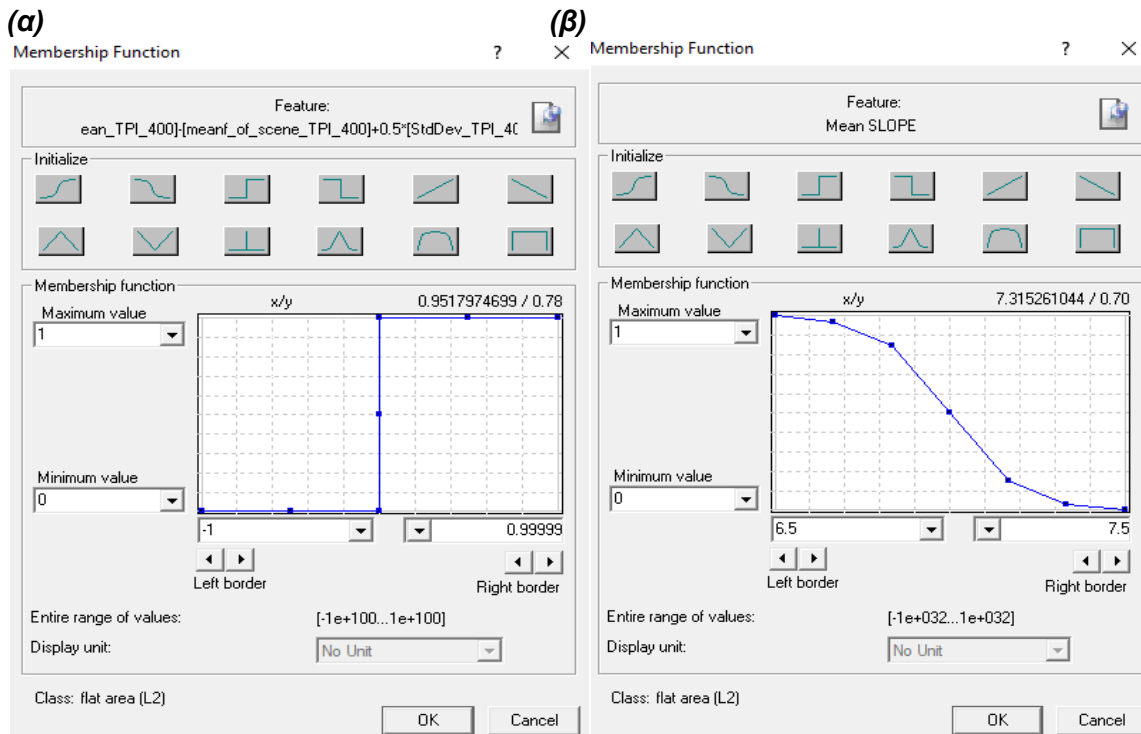 (α)
Membership Function ? ×
Feature:
ean_TPI_400]-[meanf_of_scene_TPI_400]+0.5*[StdDev_TPI_40
Initialize
Membership function
x/y 0.9517974699 / 0.78
Maximum value
1
Minimum value
0
-1 0.99999
Left border
Right border
Entire range of values: [-1e+100...1e+100]
Display unit: No Unit
Class: flat area (L2)
OK Cancel
(β)
Membership Function ? ×
Feature:
Mean SLOPE
Initialize
Membership function
x/y 7.315261044 / 0.70
Maximum value
1
Minimum value
0
6.5 7.5
Left border
Right border
Entire range of values: [-1e+032...1e+032]
Display unit: No Unit
Class: flat area (L2)
OK Cancel